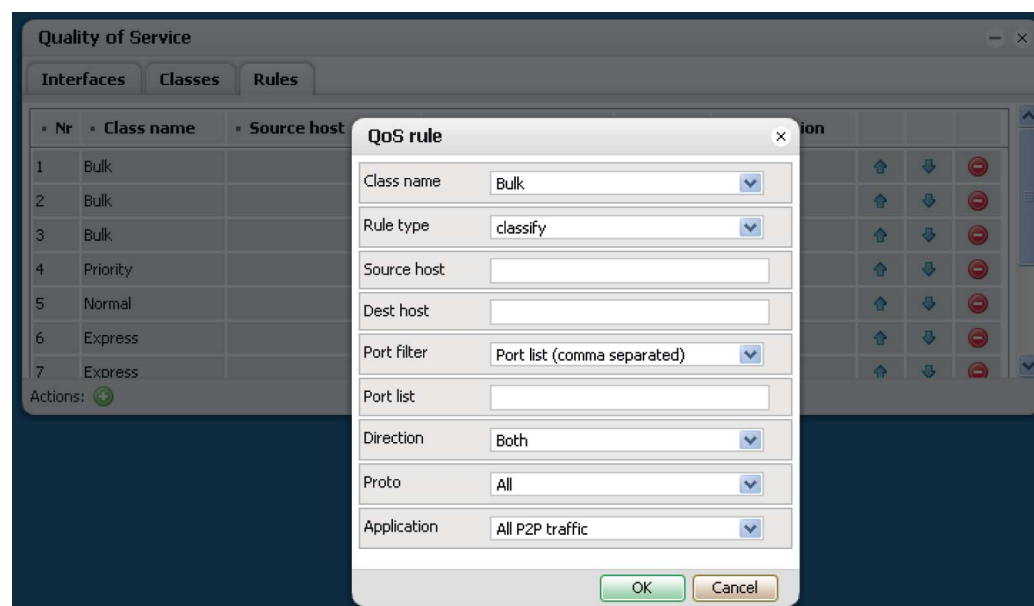 Quality of Service
Interfaces Classes Rules
Nr Class name Source host ion
1 Bulk
2 Bulk
3 Bulk
4 Priority
5 Normal
6 Express
7 Express
Actions:
QoS rule
Class name Bulk
Rule type classify
Source host
Dest host
Port filter Port list (comma separated)
Port list
Direction Both
Proto All
Application All P2P traffic
OK Cancel